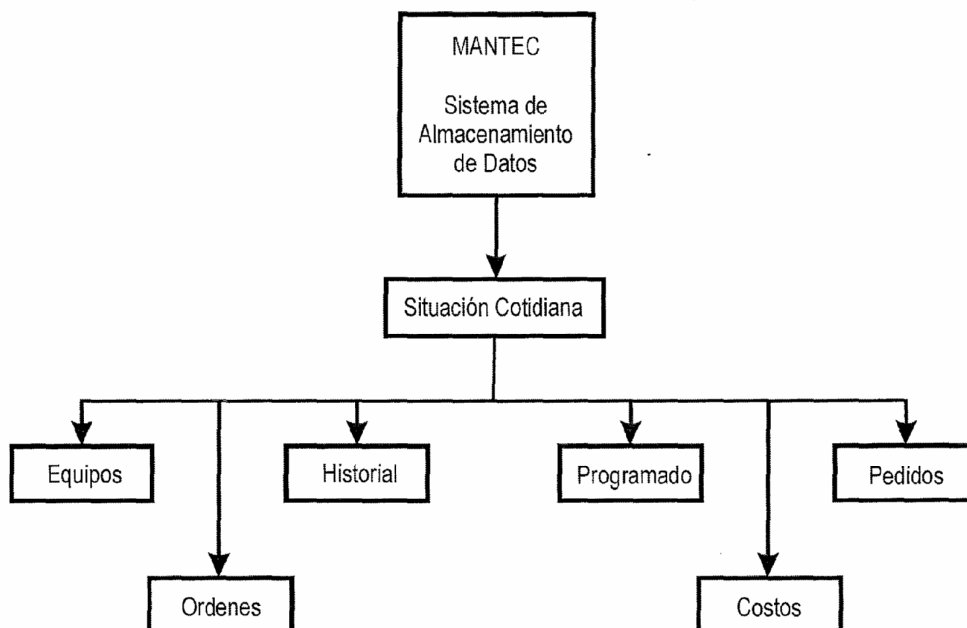 MANTEC
Sistema de
Almacenamiento
de Datos
Situación Cotidiana
Equipos
Historial
Programado
Pedidos
Ordenes
Costos